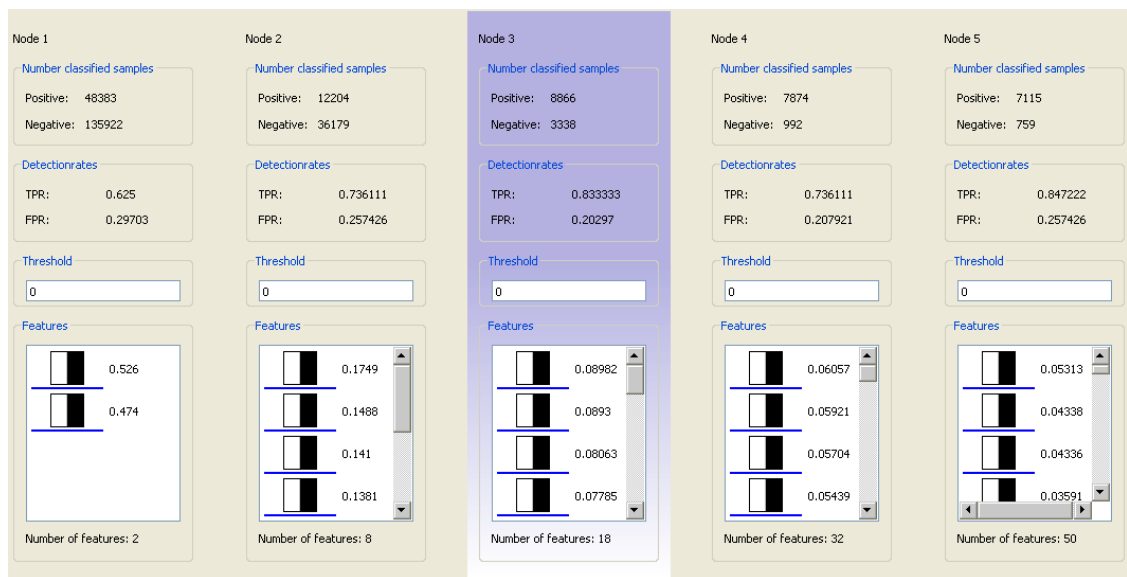 Node 1
Number classified samples
Positive: 48383
Negative: 135922
Detectionrates
TPR: 0.625
FPR: 0.29703
Threshold
0
Features
0.526
0.474
Number of features: 2
Node 2
Number classified samples
Positive: 12204
Negative: 36179
Detectionrates
TPR: 0.736111
FPR: 0.257426
Threshold
0
Features
0.1749
0.1488
0.141
0.1381
Number of features: 8
Node 3
Number classified samples
Positive: 8866
Negative: 3338
Detectionrates
TPR: 0.833333
FPR: 0.20297
Threshold
0
Features
0.08982
0.0893
0.08063
0.07785
Number of features: 18
Node 4
Number classified samples
Positive: 7874
Negative: 992
Detectionrates
TPR: 0.736111
FPR: 0.207921
Threshold
0
Features
0.06057
0.05921
0.05704
0.05439
Number of features: 32
Node 5
Number classified samples
Positive: 7115
Negative: 759
Detectionrates
TPR: 0.847222
FPR: 0.257426
Threshold
0
Features
0.05313
0.04338
0.04336
0.03591
Number of features: 50